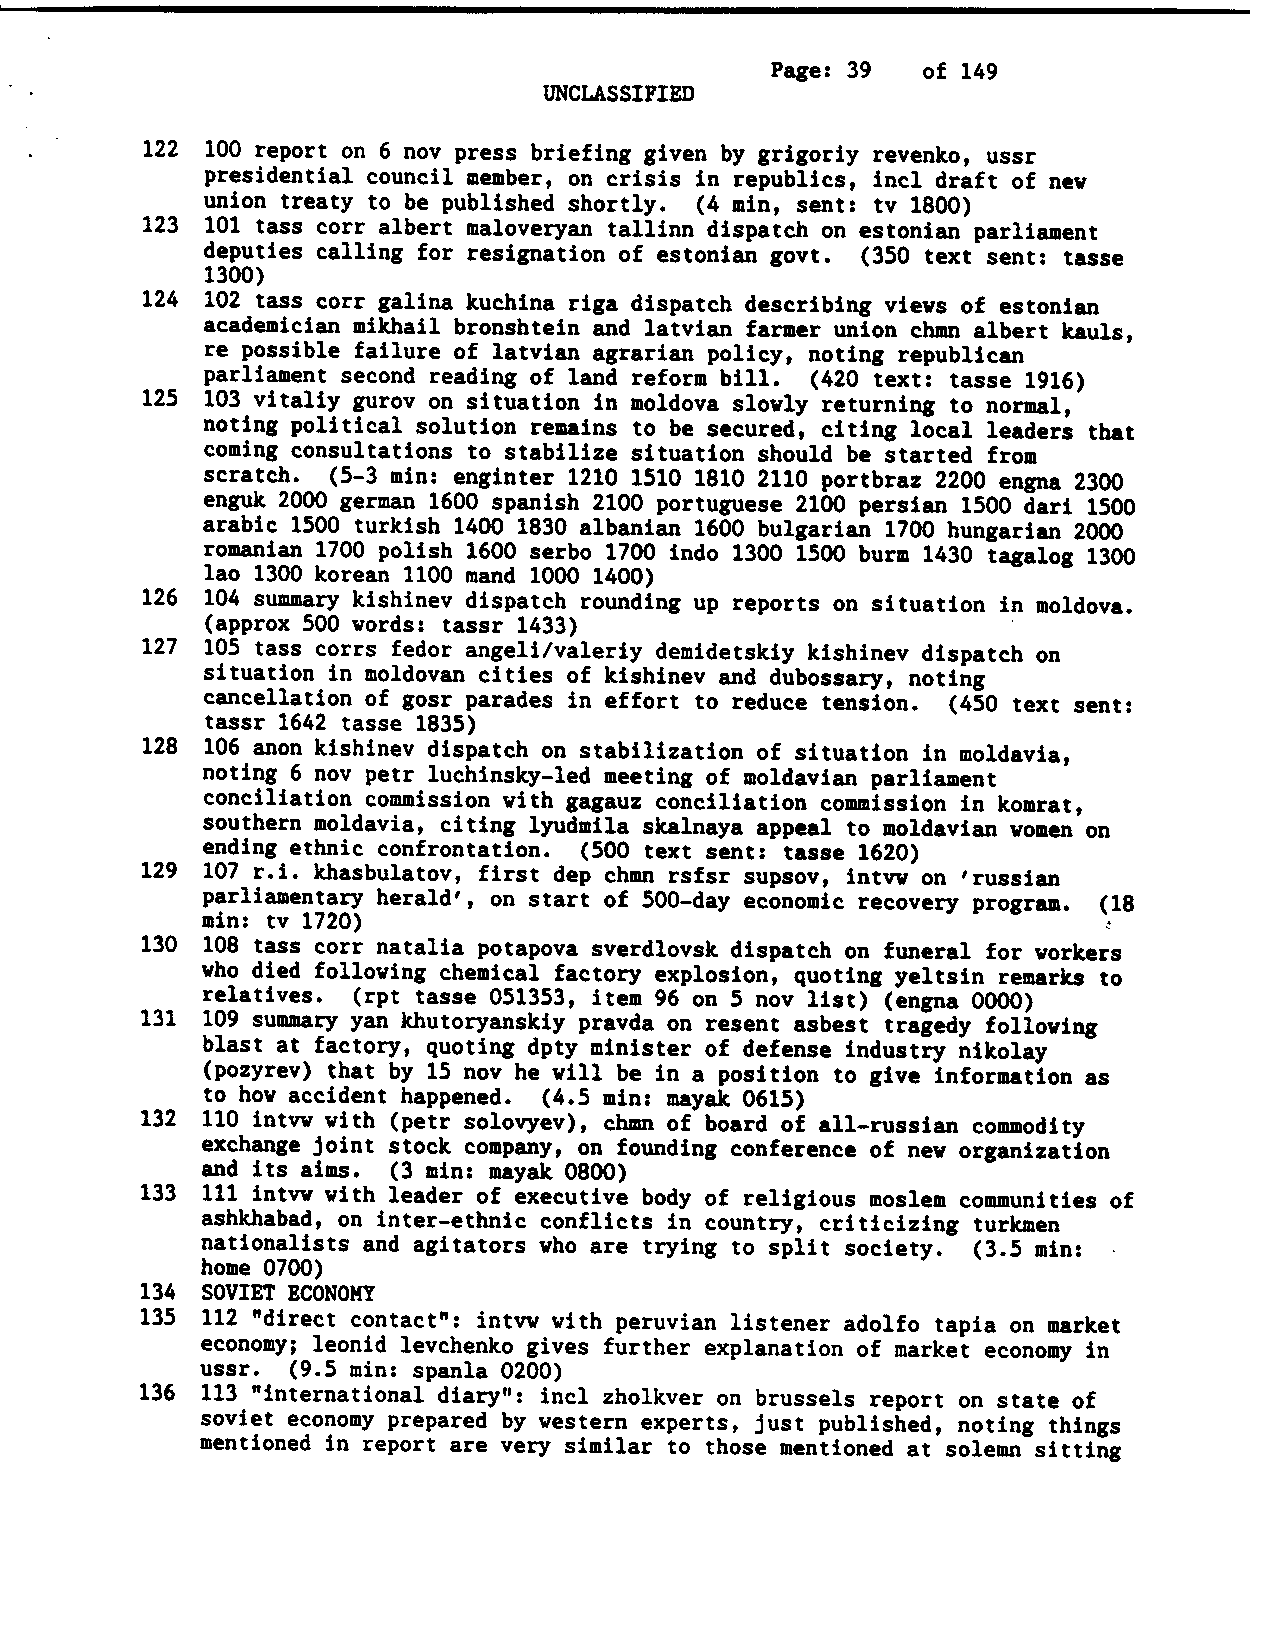 Page: 39 of 149
UNCLASSIFIED
122 100 report on 6 nov press briefing given by grigoriy revenko, ussr
presidential council member, on crisis in republics, incl draft of new
union treaty to be published shortly. (4 min, sent: tv 1800)
123 101 tass corr albert maloveryan tallinn dispatch on estonian parliament
deputies calling for resignation of estonian govt. (350 text sent: tasse
1300)
124 102 tass corr galina kuchina riga dispatch describing views of estonian
academician mikhail bronshtein and latvian farmer union chmn albert kauls,
re possible failure of latvian agrarian policy, noting republican
parliament second reading of land reform bill. (420 text: tasse 1916)
125 103 vitaliy gurov on situation in moldova slowly returning to normal,
noting political solution remains to be secured, citing local leaders that
coming consultations to stabilize situation should be started from
scratch. (5-3 min: enginter 1210 1510 1810 2110 portbraz 2200 engna 2300
enguk 2000 german 1600 spanish 2100 portuguese 2100 persian 1500 dari 1500
arabic 1500 turkish 1400 1830 albanian 1600 bulgarian 1700 hungarian 2000
romanian 1700 polish 1600 serbo 1700 indo 1300 1500 burm 1430 tagalog 1300
lao 1300 korean 1100 mand 1000 1400)
126 104 summary kishinev dispatch rounding up reports on situation in moldova.
(approx 500 words: tassr 1433)
127 105 tass corrs fedor angeli/valeriy demidetskiy kishinev dispatch on
situation in moldovan cities of kishinev and dubossary, noting
cancellation of gosr parades in effort to reduce tension. (450 text sent:
tassr 1642 tasse 1835)
128 106 anon kishinev dispatch on stabilization of situation in moldavia,
noting 6 nov petr luchinsky-led meeting of moldavian parliament
conciliation commission with gagauz conciliation commission in komrat,
southern moldavia, citing lyudmila skalnaya appeal to moldavian women on
ending ethnic confrontation. (500 text sent: tasse 1620)
129 107 r.i. khasbulatov, first dep chmn rsfsr supsov, intvw on 'russian
parliamentary herald', on start of 500-day economic recovery program. (18
min: tv 1720)
130 108 tass corr natalia potapova sverdlovsk dispatch on funeral for workers
who died following chemical factory explosion, quoting yeltsin remarks to
relatives. (rpt tasse 051353, item 96 on 5 nov list) (engna 0000)
131 109 summary yan khutoryanskiy pravda on resent asbest tragedy following
blast at factory, quoting dpty minister of defense industry nikolay
(pozyrev) that by 15 nov he will be in a position to give information as
to how accident happened. (4.5 min: mayak 0615)
132 110 intvw with (petr solovyev), chmn of board of all-russian commodity
exchange joint stock company, on founding conference of new organization
and its aims. (3 min: mayak 0800)
133 111 intvw with leader of executive body of religious moslem communities of
ashkhabad, on inter-ethnic conflicts in country, criticizing turkmen
nationalists and agitators who are trying to split society. (3.5 min:
home 0700)
134 SOVIET ECONOMY
135 112 "direct contact": intvw with peruvian listener adolfo tapia on market
economy; leonid levchenko gives further explanation of market economy in
ussr. (9.5 min: spanla 0200)
136 113 "international diary": incl zholkver on brussels report on state of
soviet economy prepared by western experts, just published, noting things
mentioned in report are very similar to those mentioned at solemn sitting